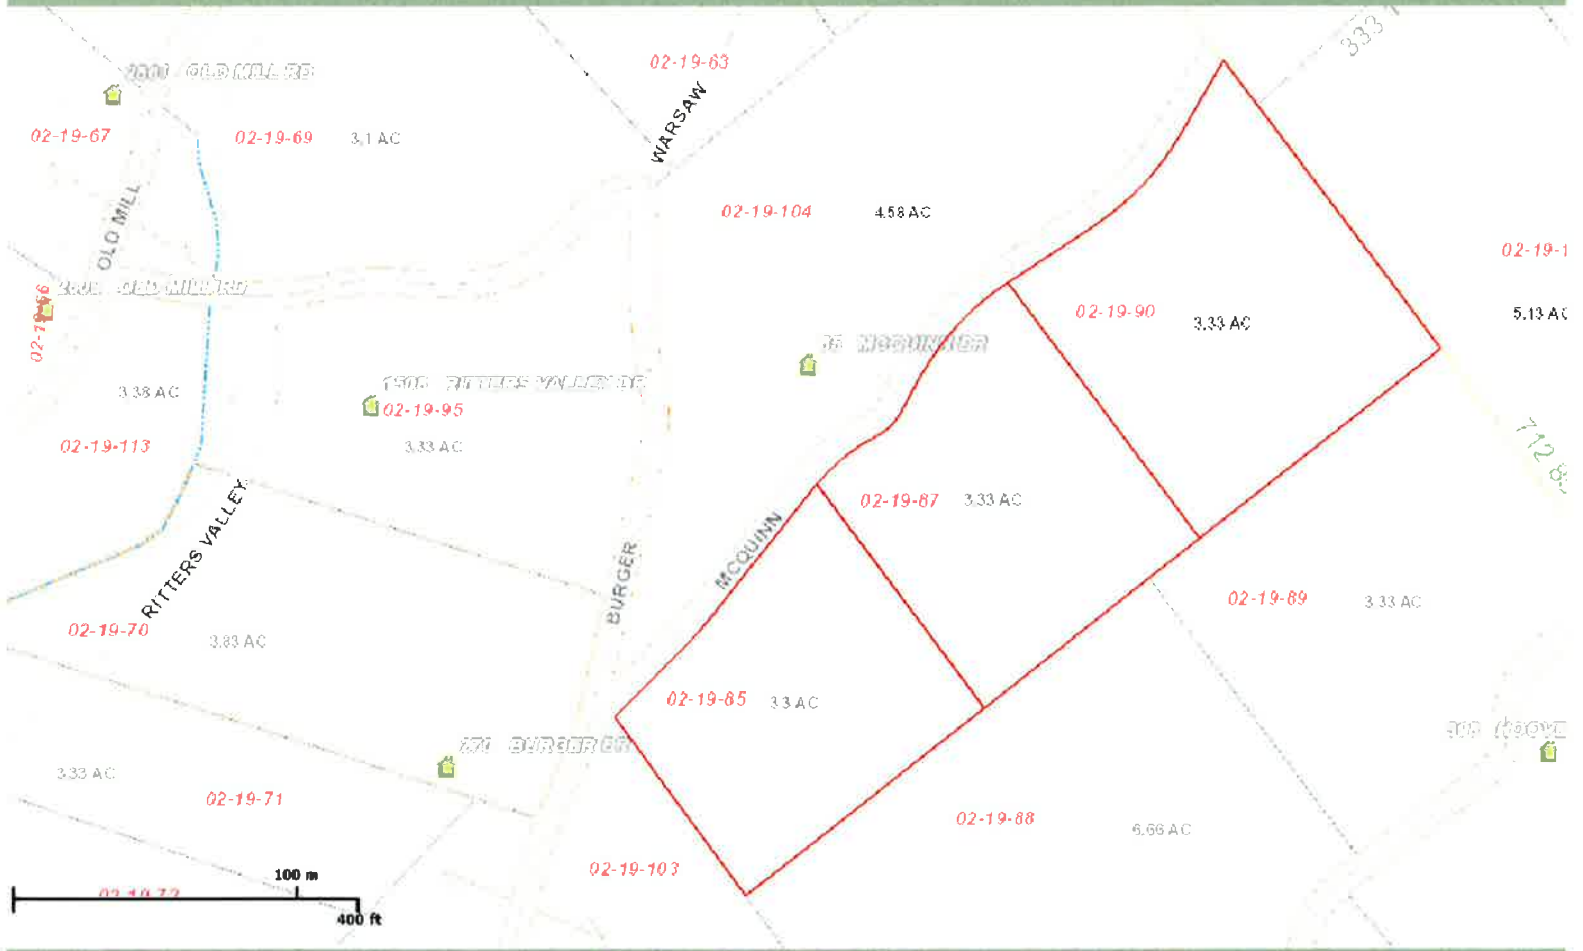 333
02-19-63
OLD MILL RD
WARSAW
02-19-67
02-19-69 3.1 AC
OLD MILL
02-19-104 4.58 AC
02-19-1
OLD MILL RD
02-19-66
02-19-90 3.33 AC
5.13 AC
MCQUINN DR
3.38 AC
1508 RITTERS VALLEY DR
02-19-95
02-19-113
3.33 AC
712
02-19-87 3.33 AC
RITTERS VALLEY
MCQUINN
BURGER
02-19-89 3.33 AC
02-19-70 3.83 AC
02-19-85 3.3 AC
BURGER DR
3.33 AC
02-19-71
02-19-88 6.66 AC
02-19-103
100 m
400 ft